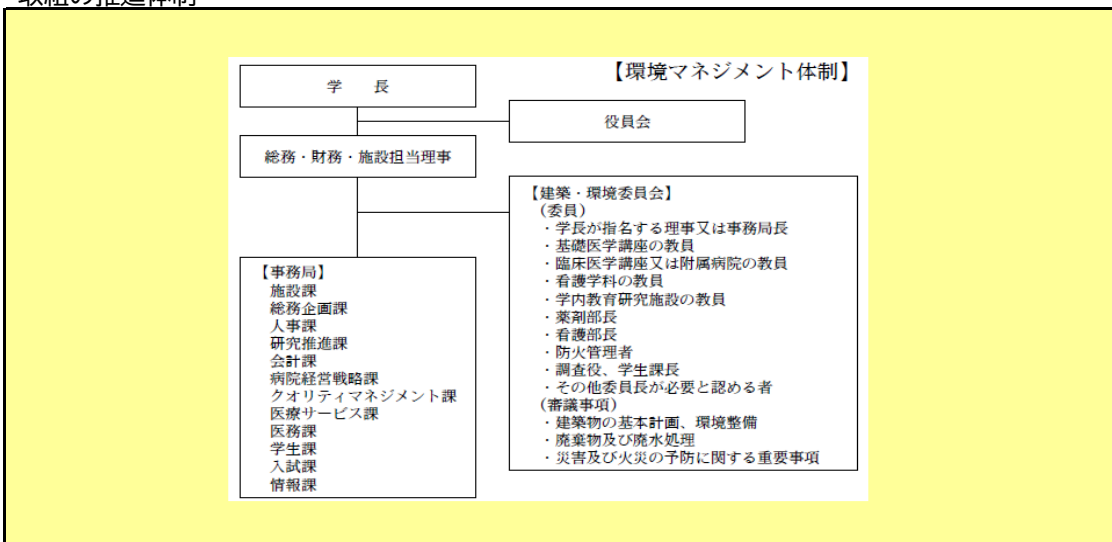 取組の推進体制
【環境マネジメント体制】
学　長
役員会
総務・財務・施設担当理事
【建築・環境委員会】
(委員)
・学長が指名する理事又は事務局長
・基礎医学講座の教員
・臨床医学講座又は附属病院の教員
・看護学科の教員
・学内教育研究施設の教員
・薬剤部長
・看護部長
・防火管理者
・調査役、学生課長
・その他委員長が必要と認める者
(審議事項)
・建築物の基本計画、環境整備
・廃棄物及び廃水処理
・災害及び火災の予防に関する重要事項
【事務局】
施設課
総務企画課
人事課
研究推進課
会計課
病院経営戦略課
クオリティマネジメント課
医療サービス課
医務課
学生課
入試課
情報課